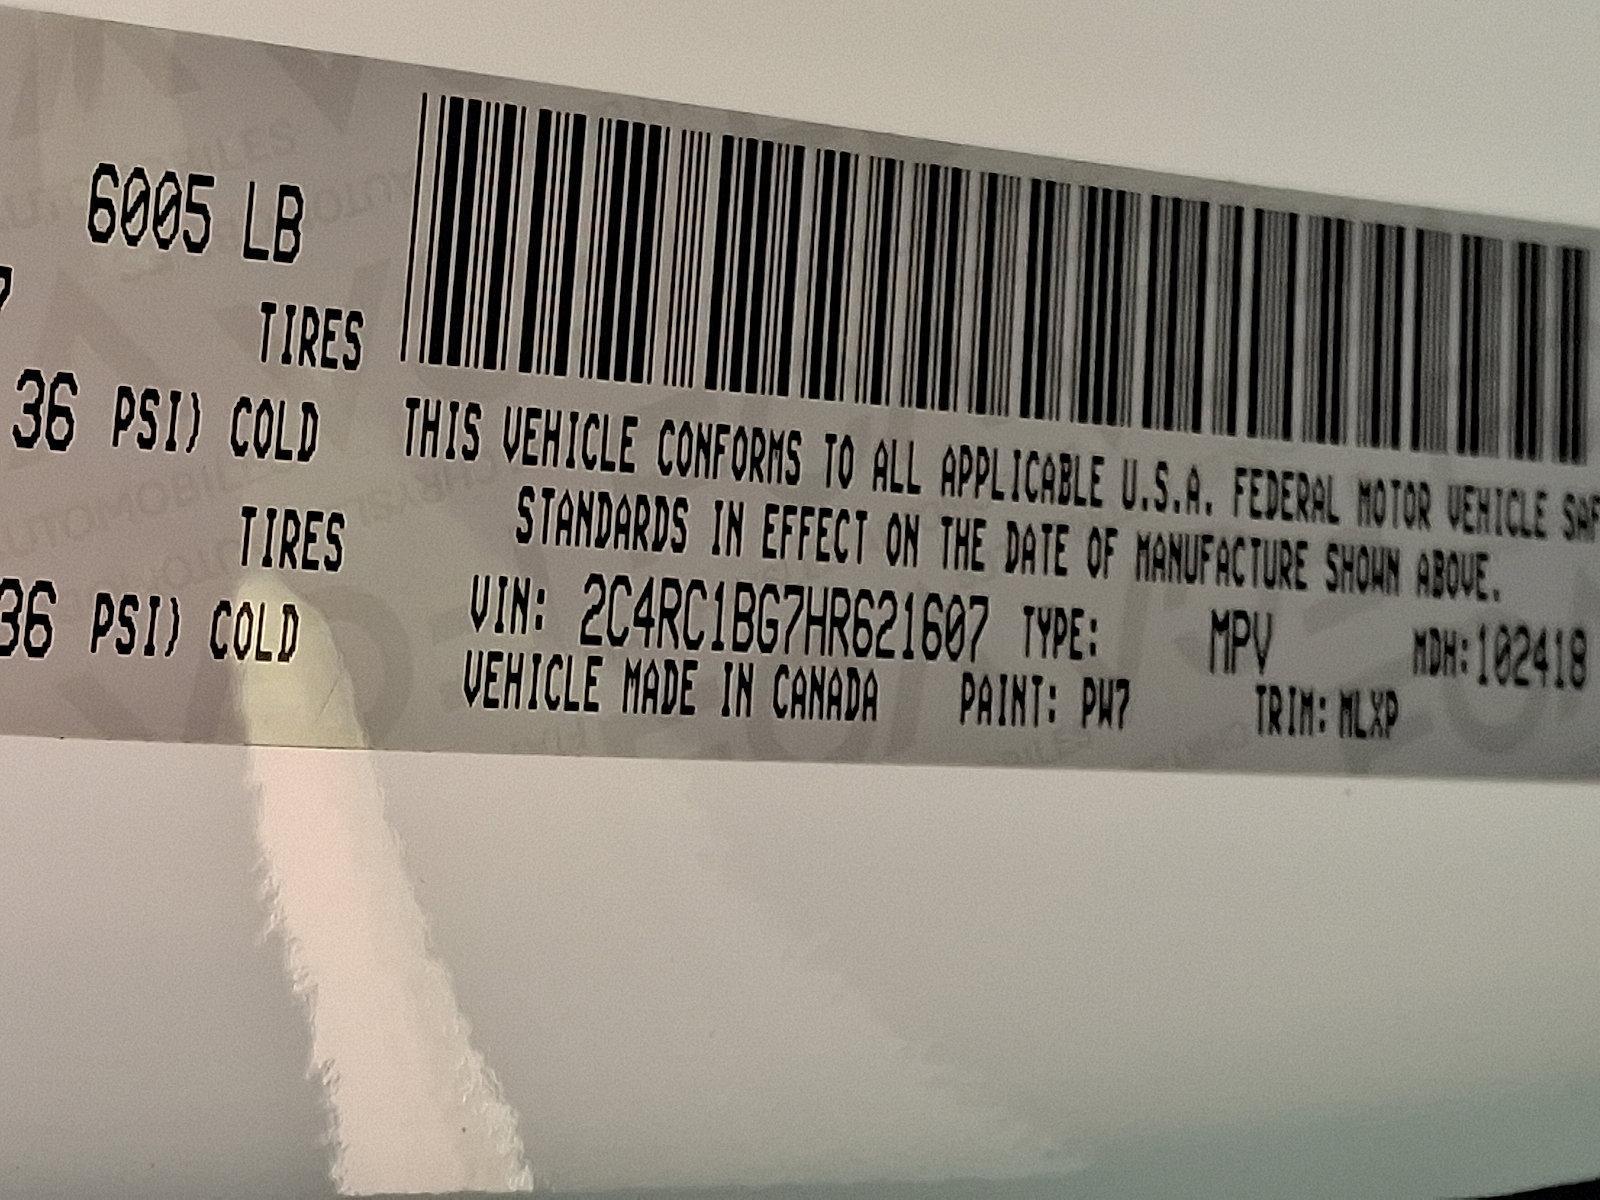 6005 LB
TIRES
36 PSI) COLD
TIRES
36 PSI) COLD
THIS VEHICLE CONFORMS TO ALL APPLICABLE U.S.A. FEDERAL MOTOR VEHICLE SAF
STANDARDS IN EFFECT ON THE DATE OF MANUFACTURE SHOWN ABOVE.
VIN: 2C4RC1BG7HR621607 TYPE: MPV MDH:102418
VEHICLE MADE IN CANADA PAINT: PW7 TRIM: MLXP